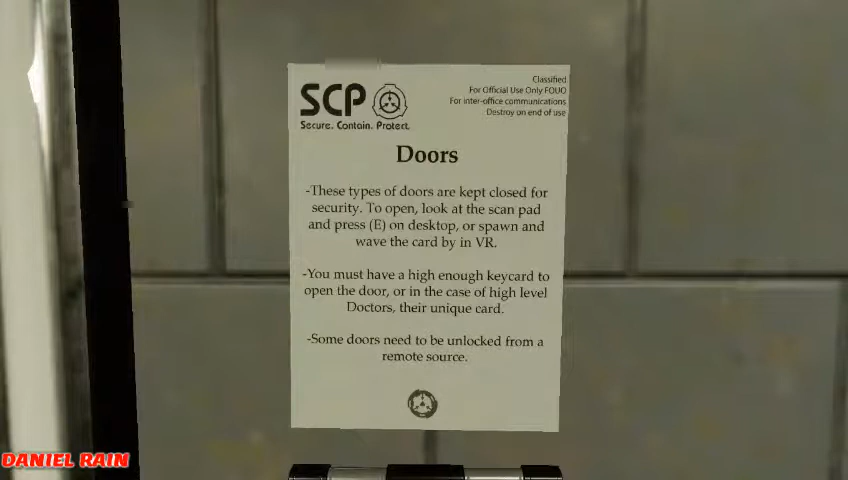 SCP
Secure. Contain. Protect.
Classified
For Official Use Only FOUO
For inter-office communications
Destroy on end of use
Doors
-These types of doors are kept closed for
security. To open, look at the scan pad
and press (E) on desktop, or spawn and
wave the card by in VR.
-You must have a high enough keycard to
open the door, or in the case of high level
Doctors, their unique card.
-Some doors need to be unlocked from a
remote source.
DANIEL RAIN